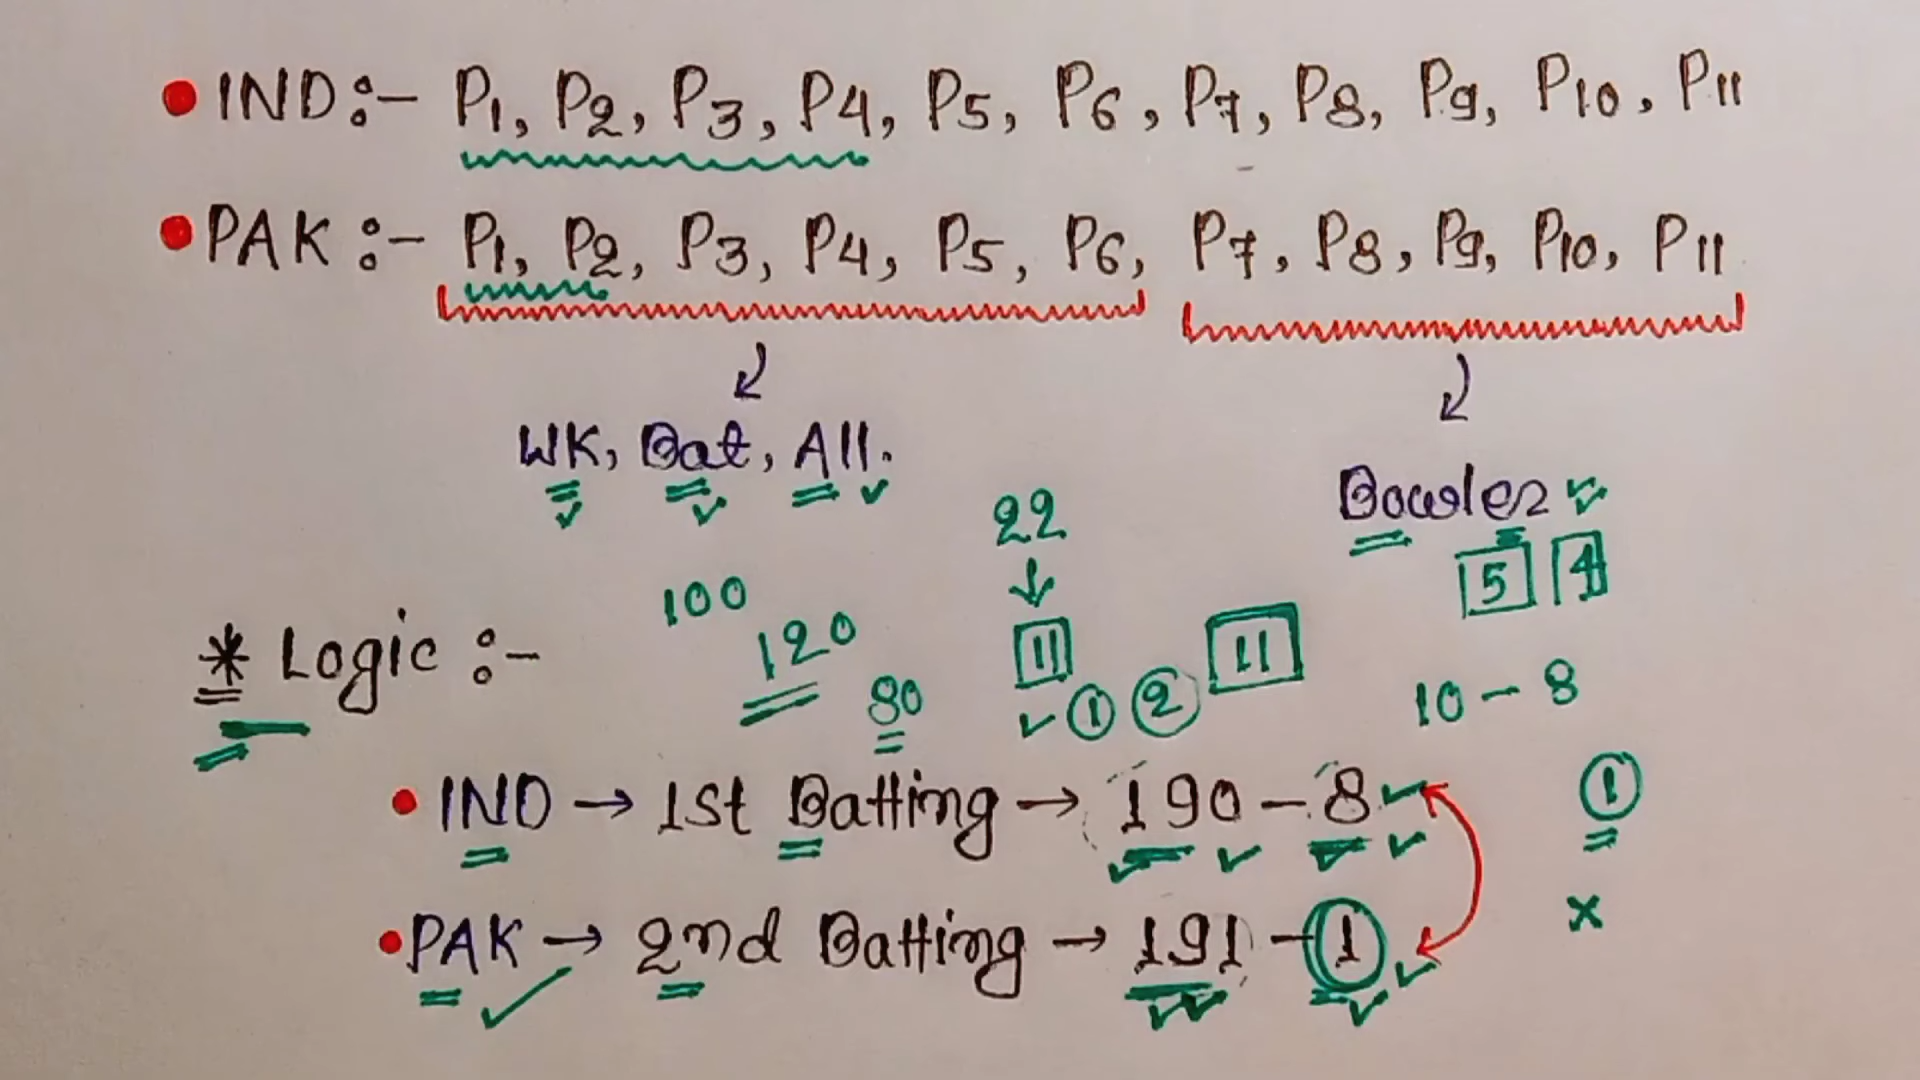 IND :- P1, P2, P3, P4, P5, P6, P7, P8, P9, P10, P11
PAK :- P1, P2, P3, P4, P5, P6, P7, P8, P9, P10, P11
WK, Bat, All.
Bowler
22
5 4
100
120
11
11
* Logic :-
80
1 2
10 - 8
IND → 1st Batting → 190 - 8
1
PAK → 2nd Batting → 191 - 1
x